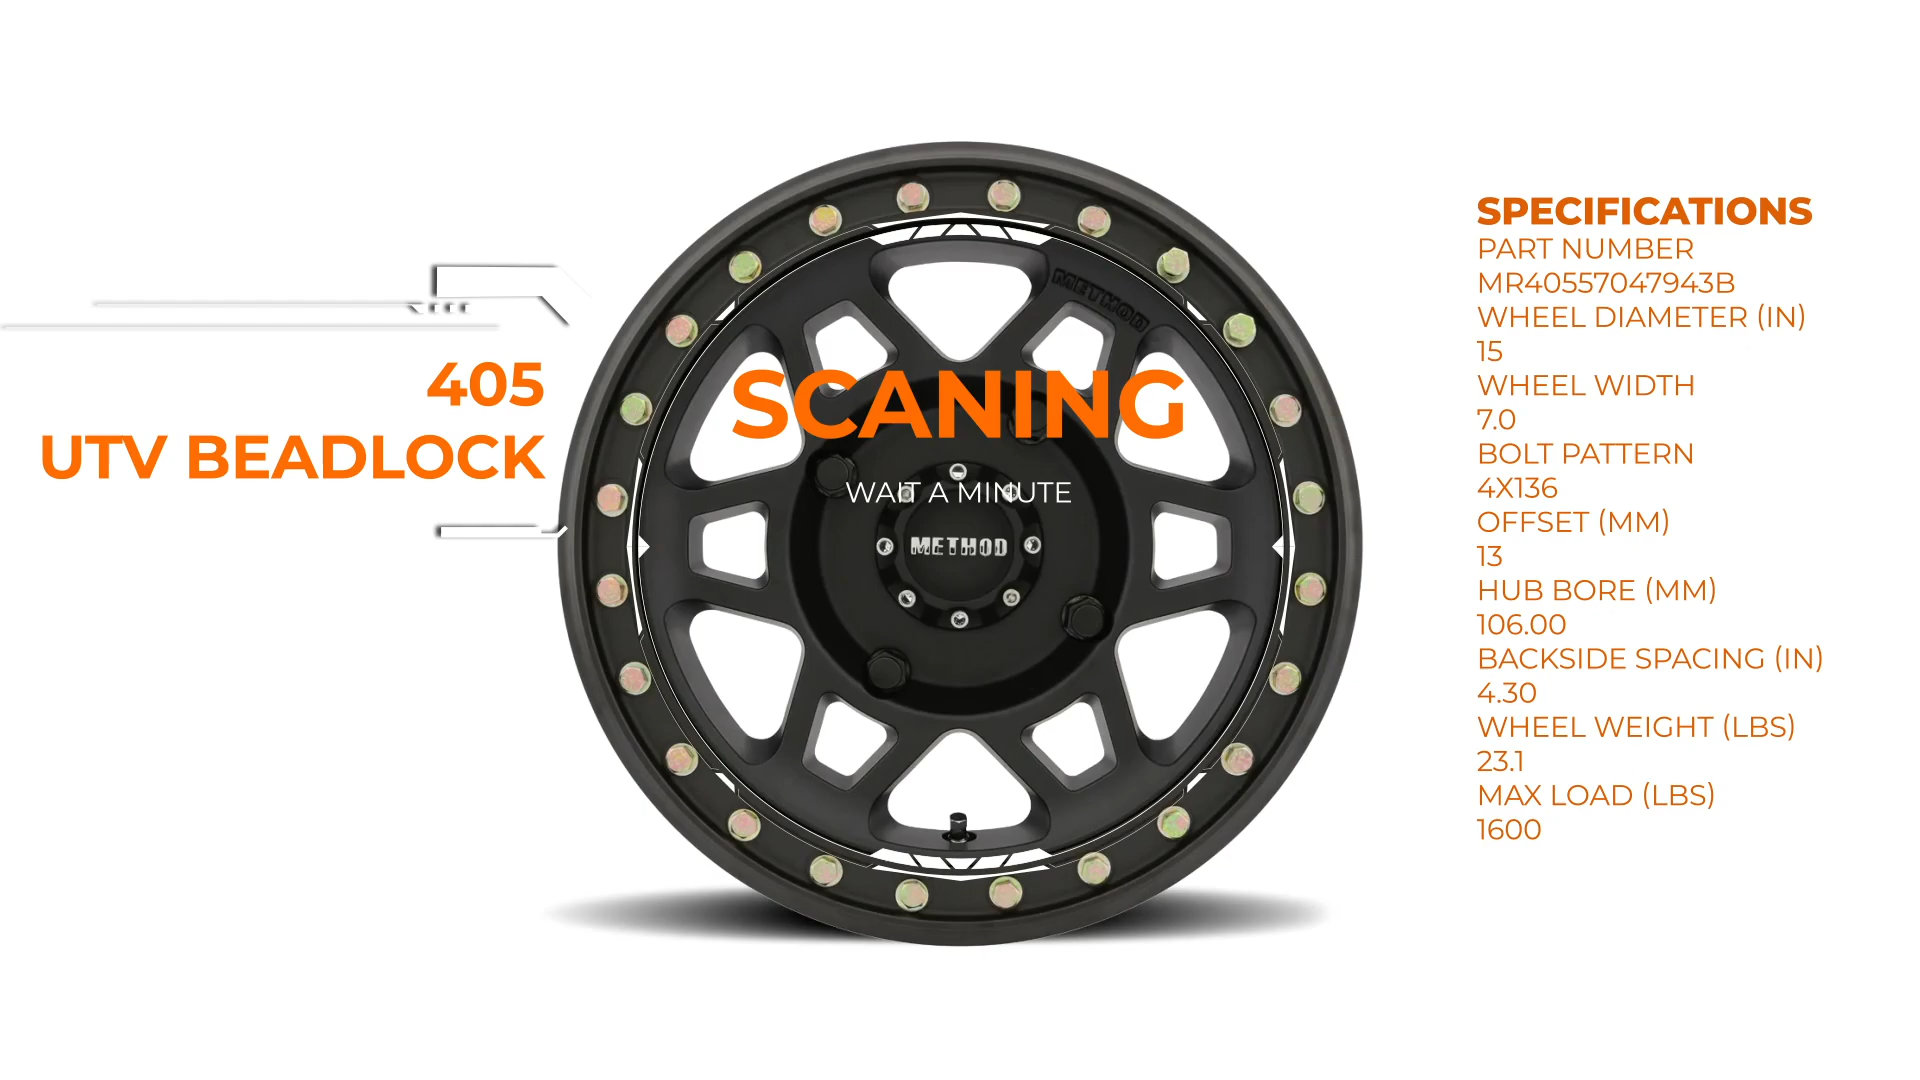 405
UTV BEADLOCK
METHOD
SCANING
WAIT A MINUTE
METHOD
SPECIFICATIONS
PART NUMBER
MR40557047943B
WHEEL DIAMETER (IN)
15
WHEEL WIDTH
7.0
BOLT PATTERN
4X136
OFFSET (MM)
13
HUB BORE (MM)
106.00
BACKSIDE SPACING (IN)
4.30
WHEEL WEIGHT (LBS)
23.1
MAX LOAD (LBS)
1600